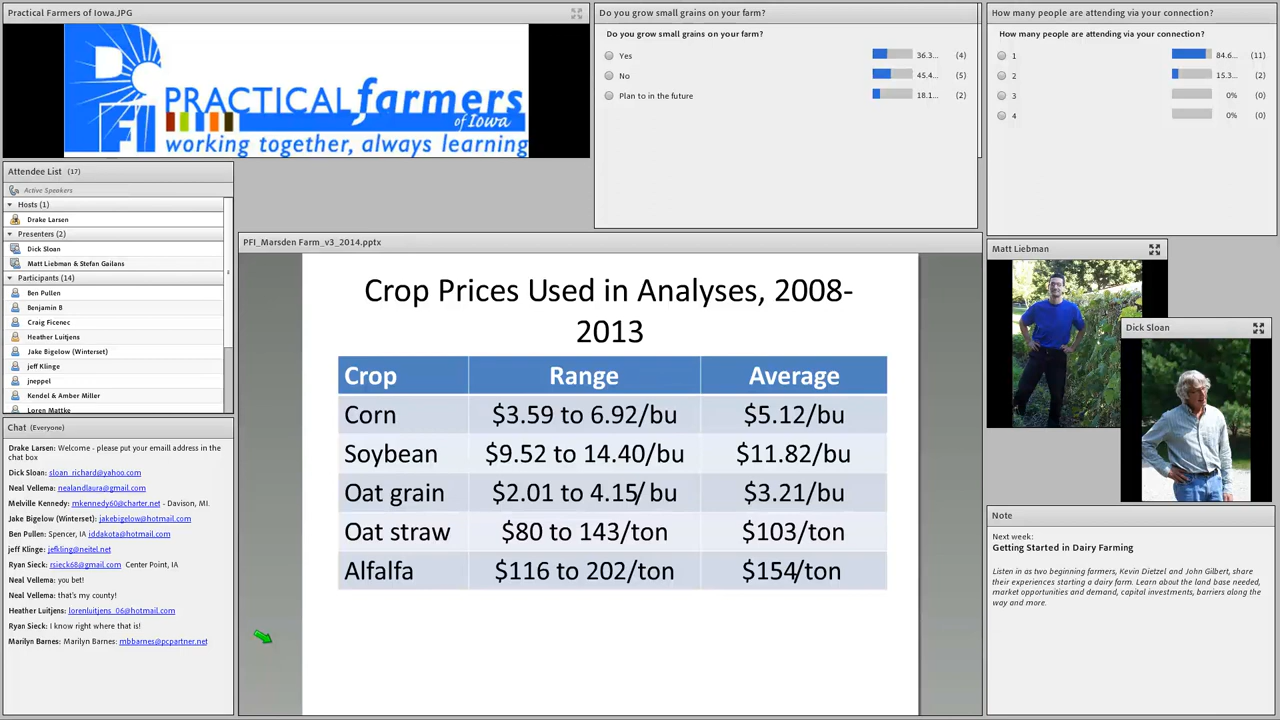 Practical Farmers of Iowa.JPG
PRACTICAL farmers
of Iowa
working together, always learning
PFI
Do you grow small grains on your farm?
Do you grow small grains on your farm?
Yes 36.3... (4)
No 45.4... (5)
Plan to in the future 18.1... (2)
How many people are attending via your connection?
How many people are attending via your connection?
1 84.6... (11)
2 15.3... (2)
3 0% (0)
4 0% (0)
Attendee List (17)
Active Speakers
Hosts (1)
Drake Larsen
Presenters (2)
Dick Sloan
Matt Liebman & Stefan Gailans
Participants (14)
Ben Pullen
Benjamin B
Craig Ficenec
Heather Luitjens
Jake Bigelow (Winterset)
jeff Klinge
jneppel
Kendel & Amber Miller
Loren Mattke
Chat (Everyone)
Drake Larsen: Welcome - please put your emaill address in the
chat box
Dick Sloan: sloan_richard@yahoo.com
Neal Vellema: nealandlaura@gmail.com
Melville Kennedy: mkennedy60@charter.net - Davison, MI.
Jake Bigelow (Winterset): jakebigelow@hotmail.com
Ben Pullen: Spencer, IA iddakota@hotmail.com
jeff Klinge: jefkling@neitel.net
Ryan Sieck: rsieck68@gmail.com Center Point, IA
Neal Vellema: you bet!
Neal Vellema: that's my county!
Heather Luitjens: lorenluitjens_06@hotmail.com
Ryan Sieck: I know right where that is!
Marilyn Barnes: Marilyn Barnes: mbbarnes@pcpartner.net
PFI_Marsden Farm_v3_2014.pptx
Crop Prices Used in Analyses, 2008-
2013
Crop Range Average
Corn $3.59 to 6.92/bu $5.12/bu
Soybean $9.52 to 14.40/bu $11.82/bu
Oat grain $2.01 to 4.15/ bu $3.21/bu
Oat straw $80 to 143/ton $103/ton
Alfalfa $116 to 202/ton $154/ton
Matt Liebman
Dick Sloan
Note
Next week:
Getting Started in Dairy Farming
Listen in as two beginning farmers, Kevin Dietzel and John Gilbert, share
their experiences starting a dairy farm. Learn about the land base needed,
market opportunities and demand, capital investments, barriers along the
way and more.